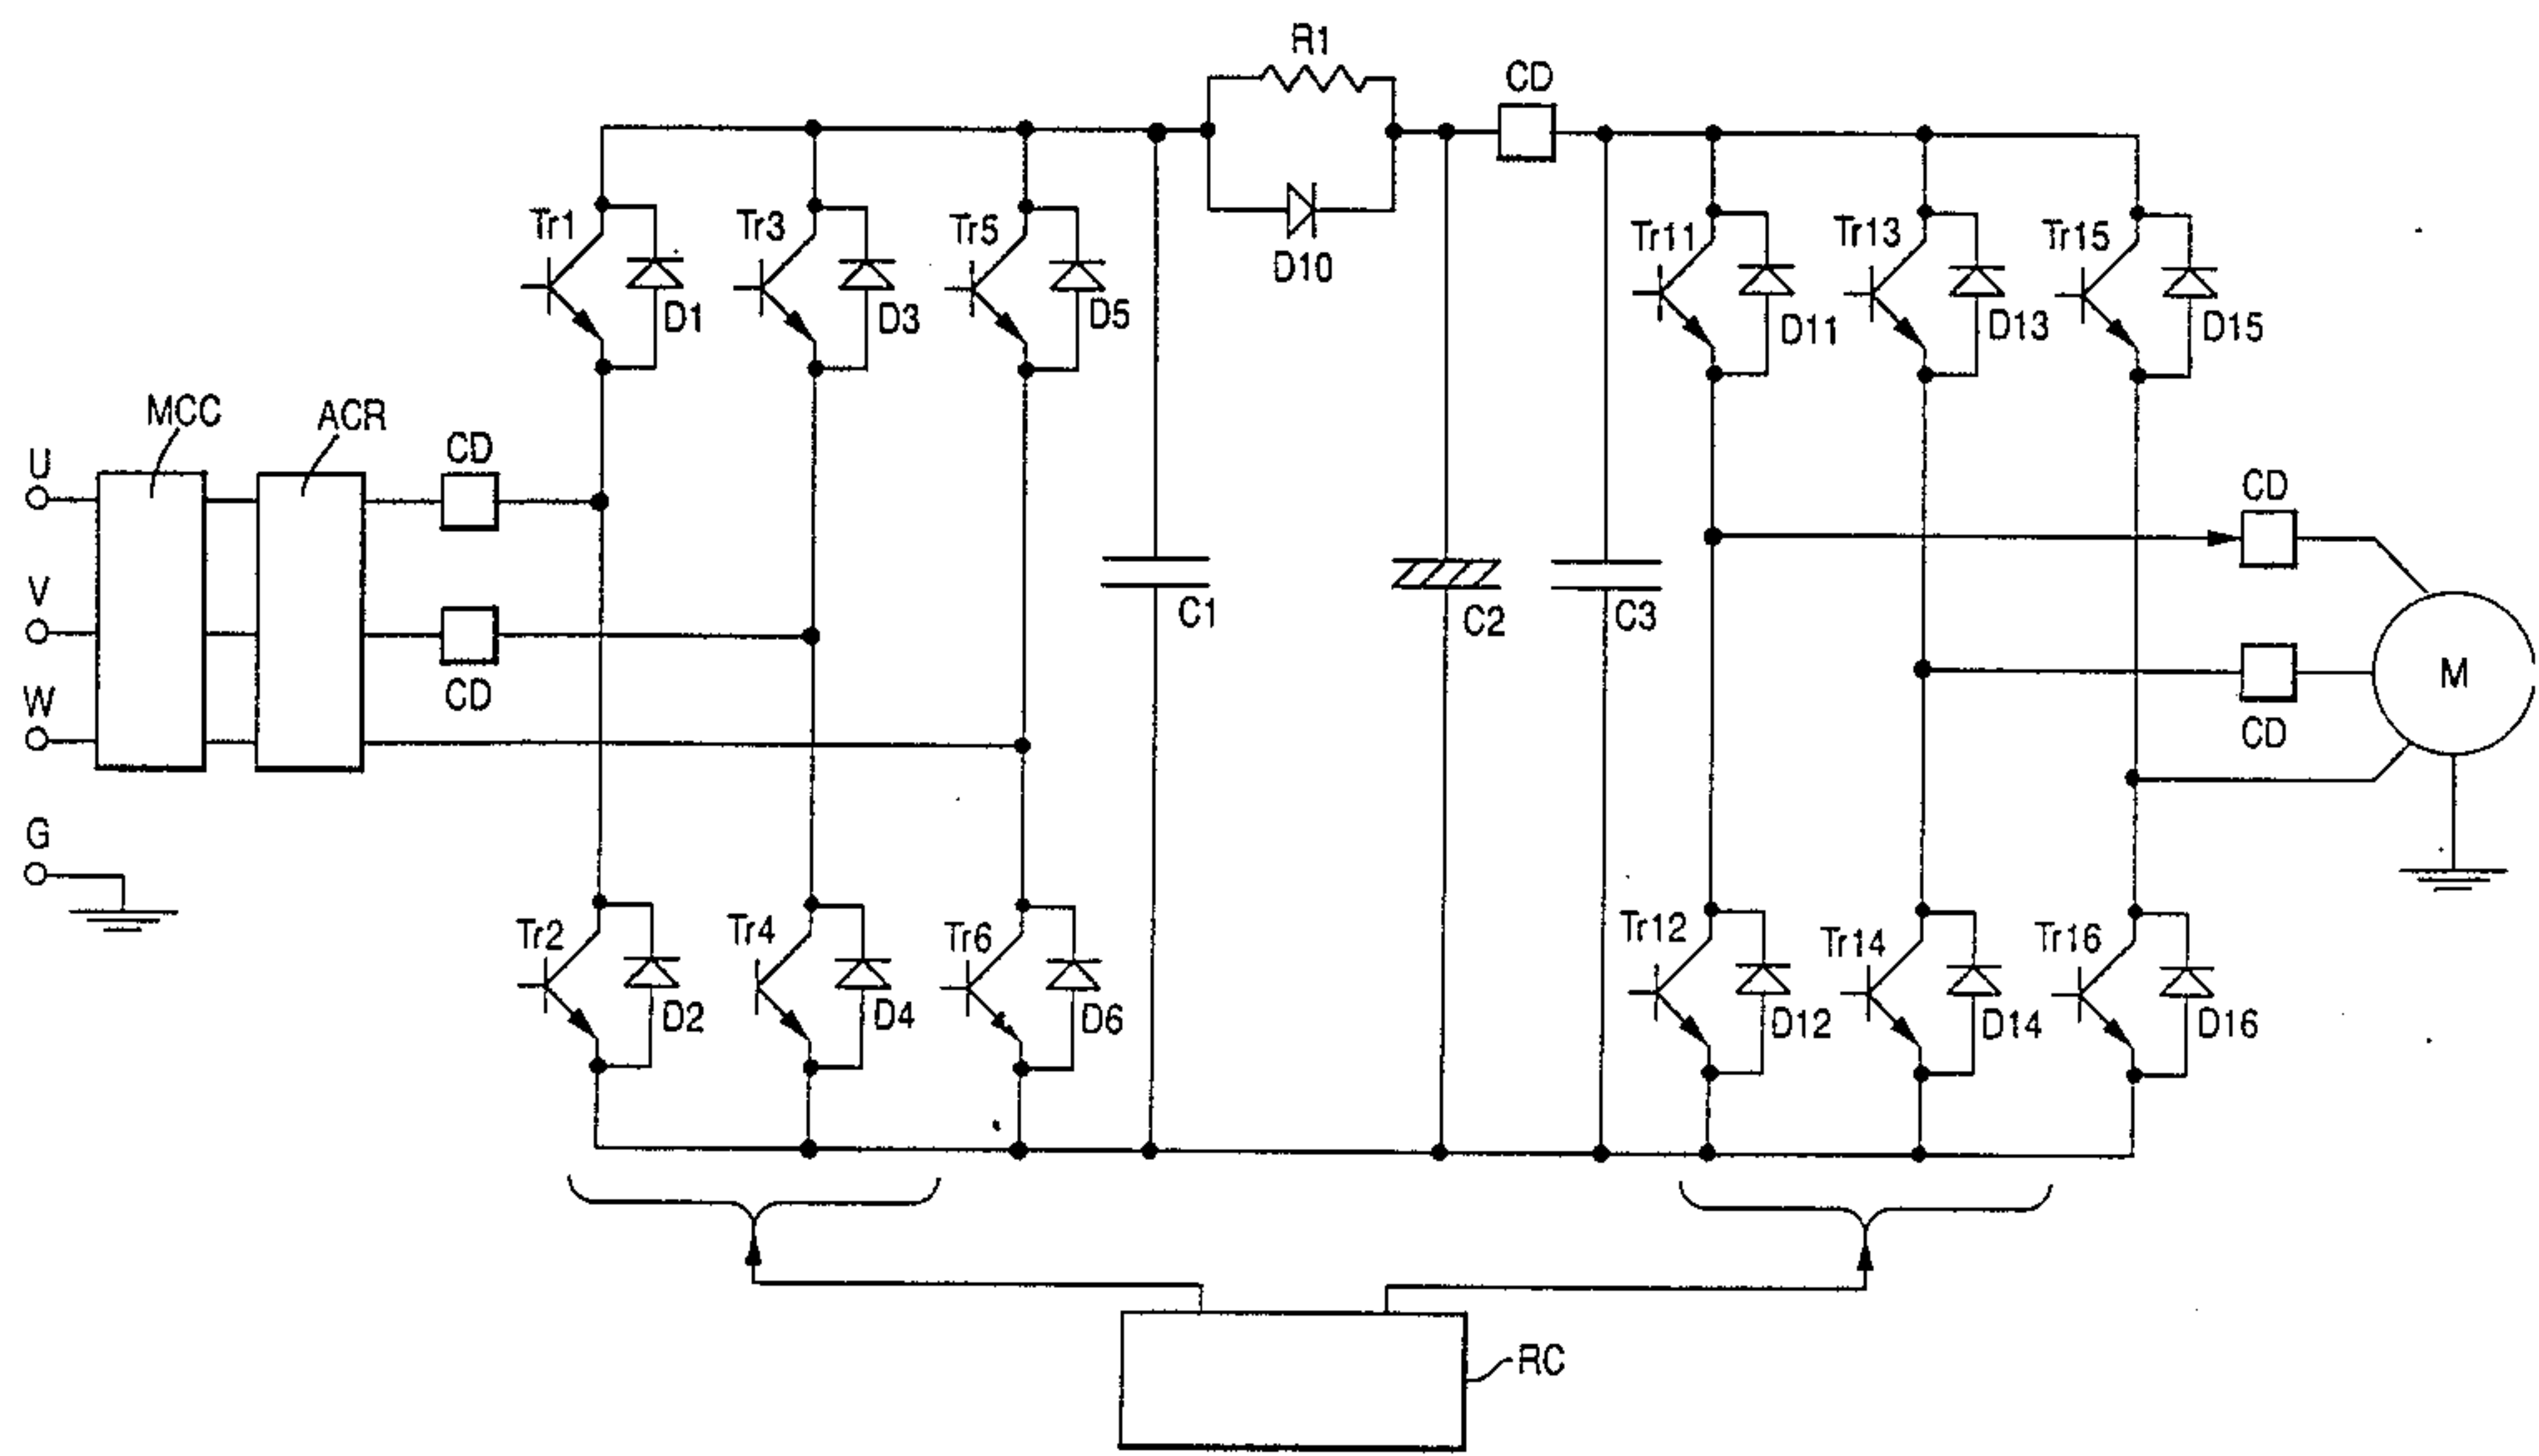 R1
CD
Tr1
D1
Tr3
D3
Tr5
D5
D10
Tr11
D11
Tr13
D13
Tr15
D15
MCC
ACR
CD
U
V
W
G
CD
C1
C2
C3
CD
M
CD
Tr2
D2
Tr4
D4
Tr6
D6
Tr12
D12
Tr14
D14
Tr16
D16
RC